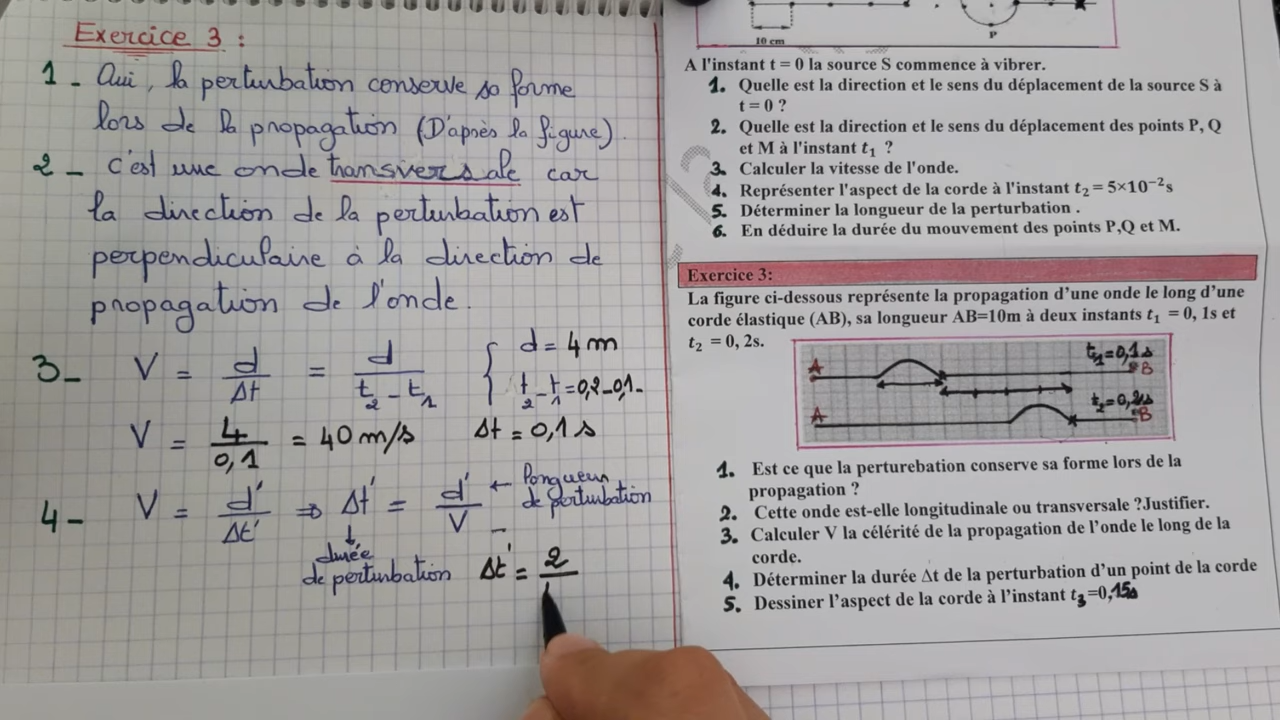 Exercice 3 :
1 - Oui, la perturbation conserve sa forme
lors de la propagation (D'après la figure).
2 - c'est une onde transversale car
la direction de la perturbation est
perpendiculaire à la direction de
propagation de l'onde.
3 - V = d/Δt = d/(t2 - t1) { d = 4 m
t2 - t1 = 0,2 - 0,1
V = 4/0,1 = 40 m/s Δt = 0,1 s
4 - V = d'/Δt' ⇒ Δt' = d'/V ← longueur
de perturbation
durée
de perturbation Δt' = 2/
10 cm
P
A l'instant t = 0 la source S commence à vibrer.
1. Quelle est la direction et le sens du déplacement de la source S à
t = 0 ?
2. Quelle est la direction et le sens du déplacement des points P, Q
et M à l'instant t1 ?
3. Calculer la vitesse de l'onde.
4. Représenter l'aspect de la corde à l'instant t2 = 5×10⁻²s
5. Déterminer la longueur de la perturbation .
6. En déduire la durée du mouvement des points P,Q et M.
Exercice 3:
La figure ci-dessous représente la propagation d'une onde le long d'une
corde élastique (AB), sa longueur AB=10m à deux instants t1 = 0, 1s et
t2 = 0, 2s.
A t1=0,1s B
A t2=0,2s B
1. Est ce que la perturebation conserve sa forme lors de la
propagation ?
2. Cette onde est-elle longitudinale ou transversale ?Justifier.
3. Calculer V la célérité de la propagation de l'onde le long de la
corde.
4. Déterminer la durée Δt de la perturbation d'un point de la corde
5. Dessiner l'aspect de la corde à l'instant t3=0,15s